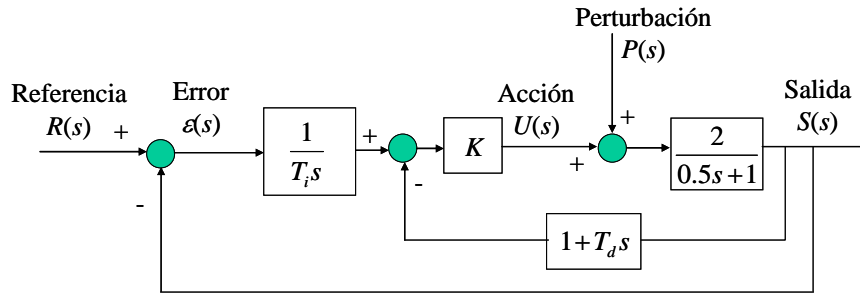 Perturbación
P(s)
Referencia
R(s)
+
-
Error
ε(s)
1
T_i s
+
-
K
Acción
U(s)
+
+
2
0.5s+1
Salida
S(s)
1+T_d s